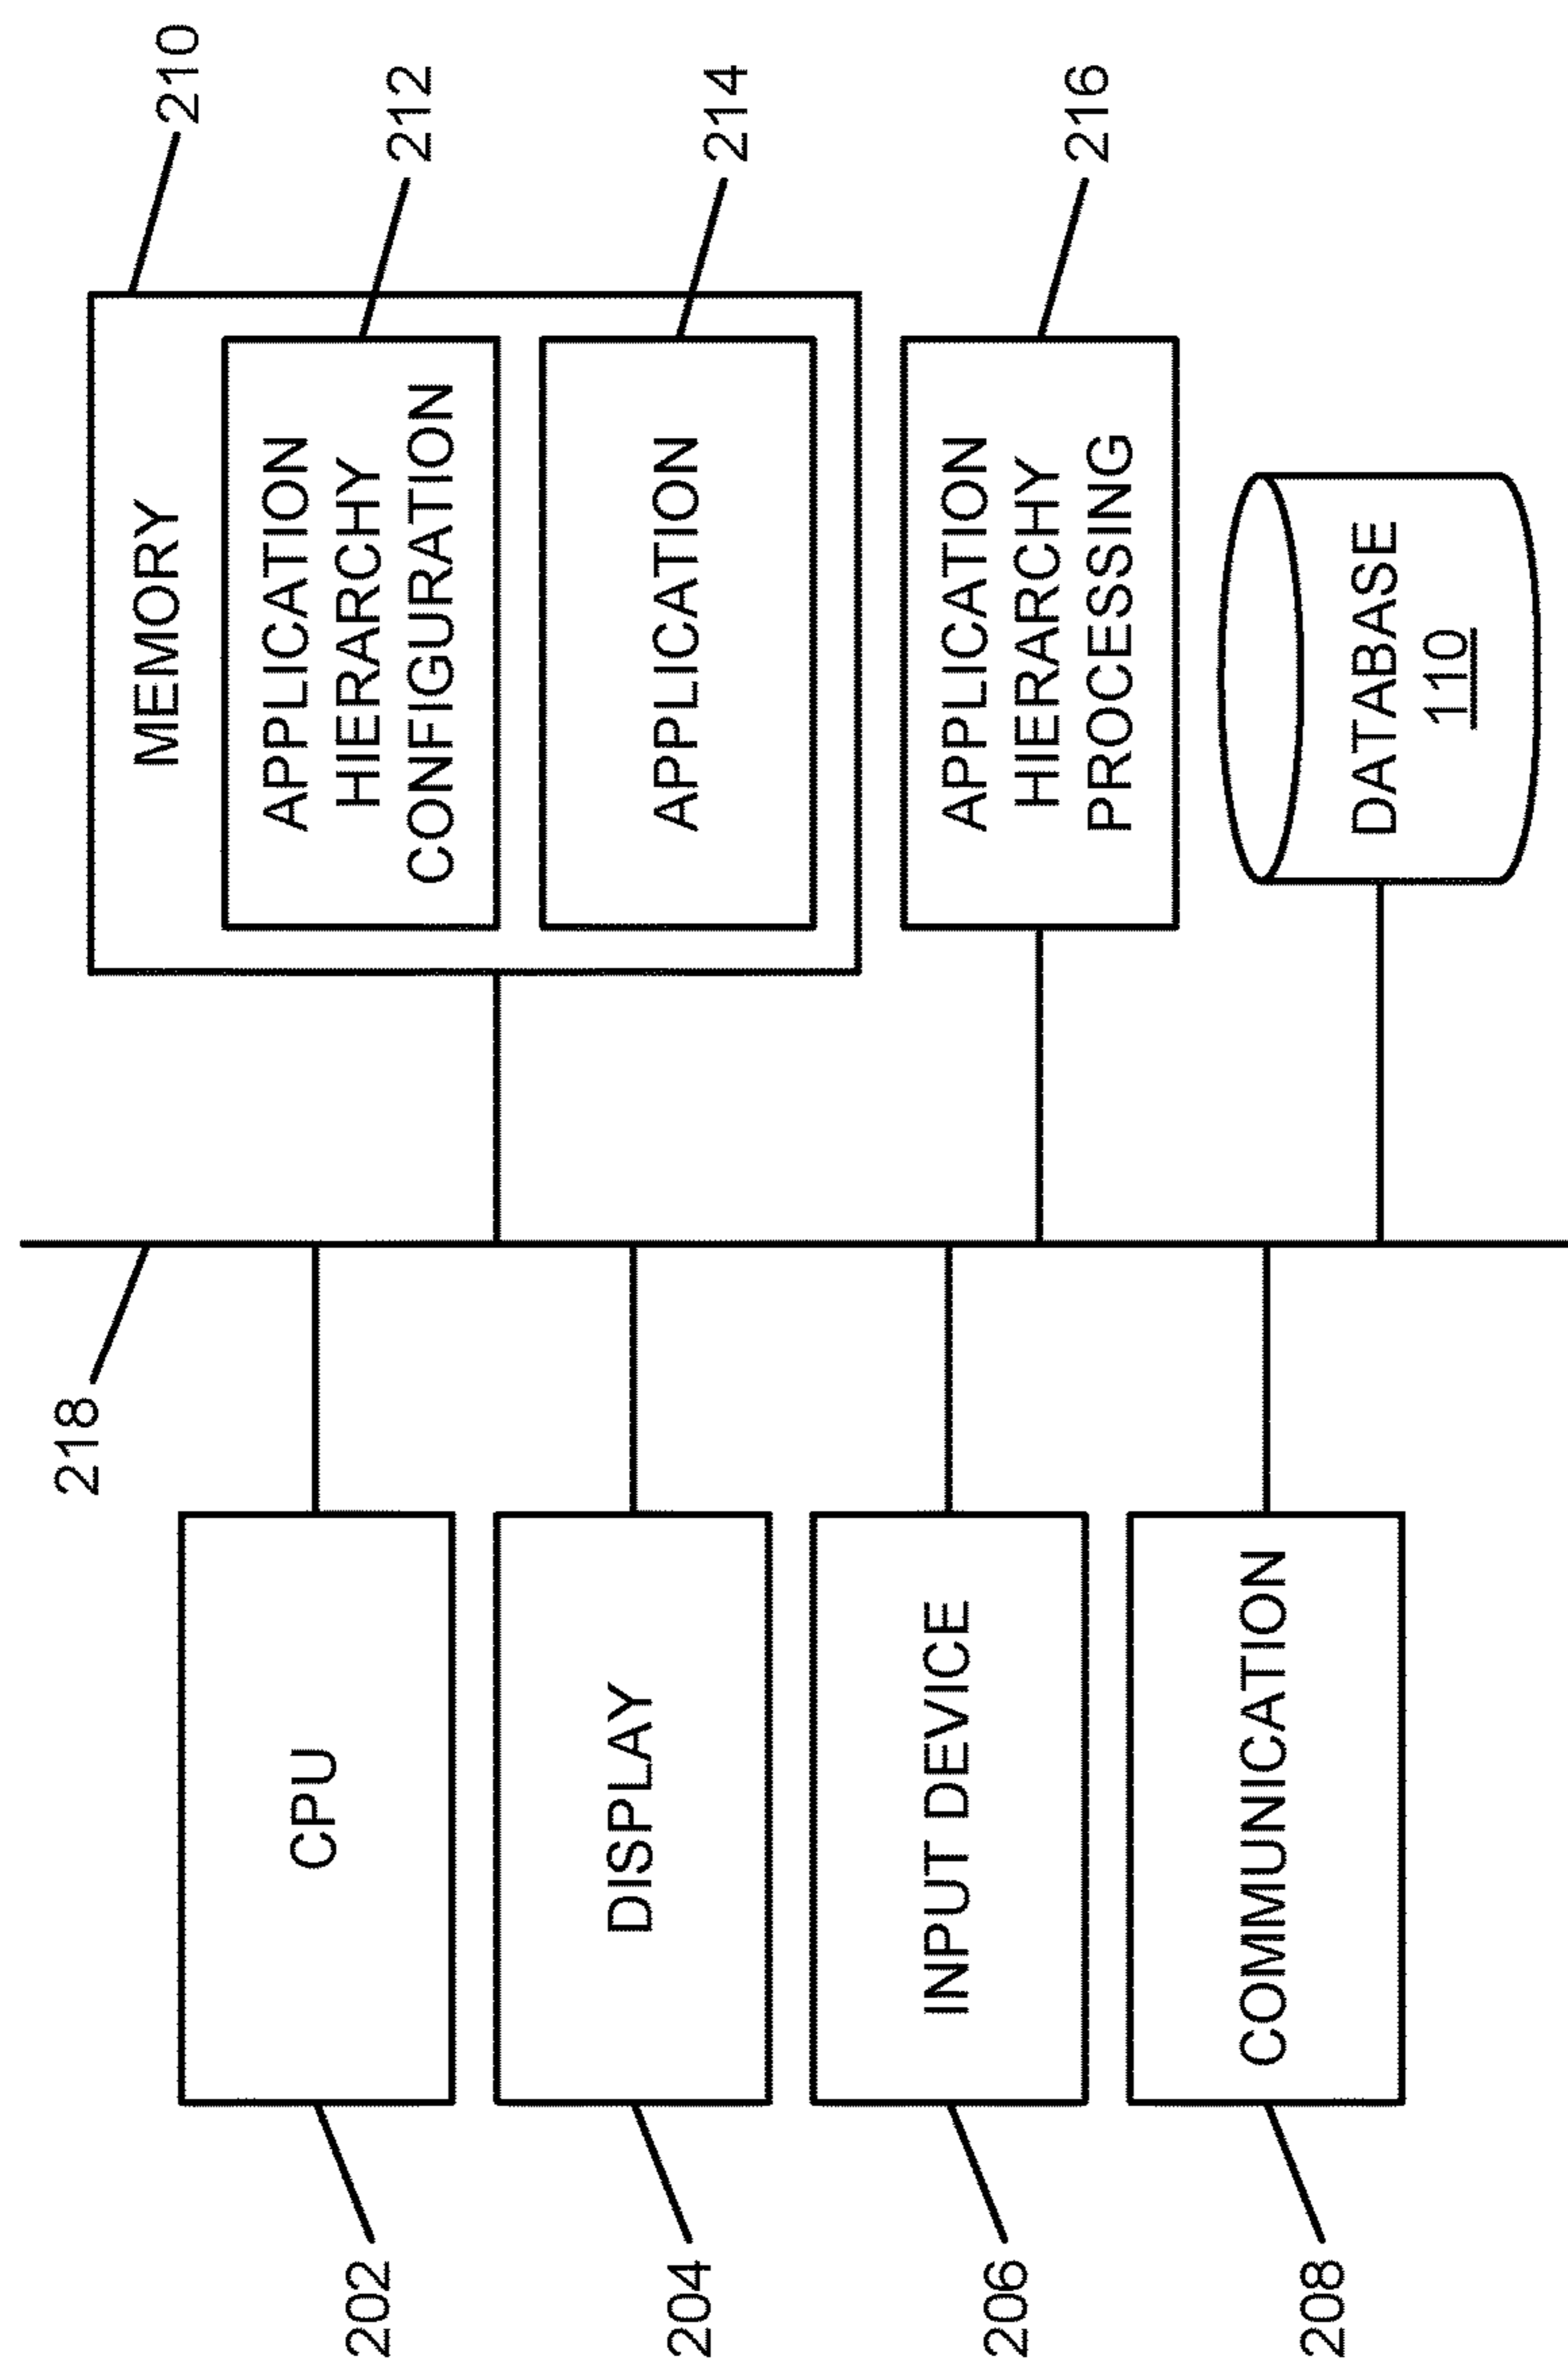 218
202
CPU
204
DISPLAY
206
INPUT DEVICE
208
COMMUNICATION
MEMORY
210
APPLICATION
HIERARCHY
CONFIGURATION
212
APPLICATION
214
APPLICATION
HIERARCHY
PROCESSING
216
DATABASE
110